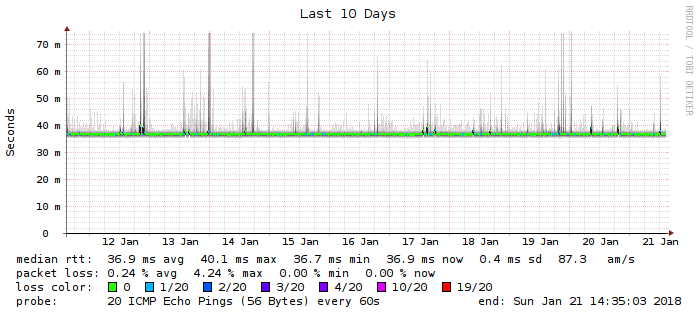 Last 10 Days
RRDTOOL / TOBI OETIKER
Seconds
70 m
60 m
50 m
40 m
30 m
20 m
10 m
0
12 Jan 13 Jan 14 Jan 15 Jan 16 Jan 17 Jan 18 Jan 19 Jan 20 Jan 21 Jan
median rtt: 36.9 ms avg 40.1 ms max 36.7 ms min 36.9 ms now 0.4 ms sd 87.3 am/s
packet loss: 0.24 % avg 4.24 % max 0.00 % min 0.00 % now
loss color: 0 1/20 2/20 3/20 4/20 10/20 19/20
probe: 20 ICMP Echo Pings (56 Bytes) every 60s end: Sun Jan 21 14:35:03 2018